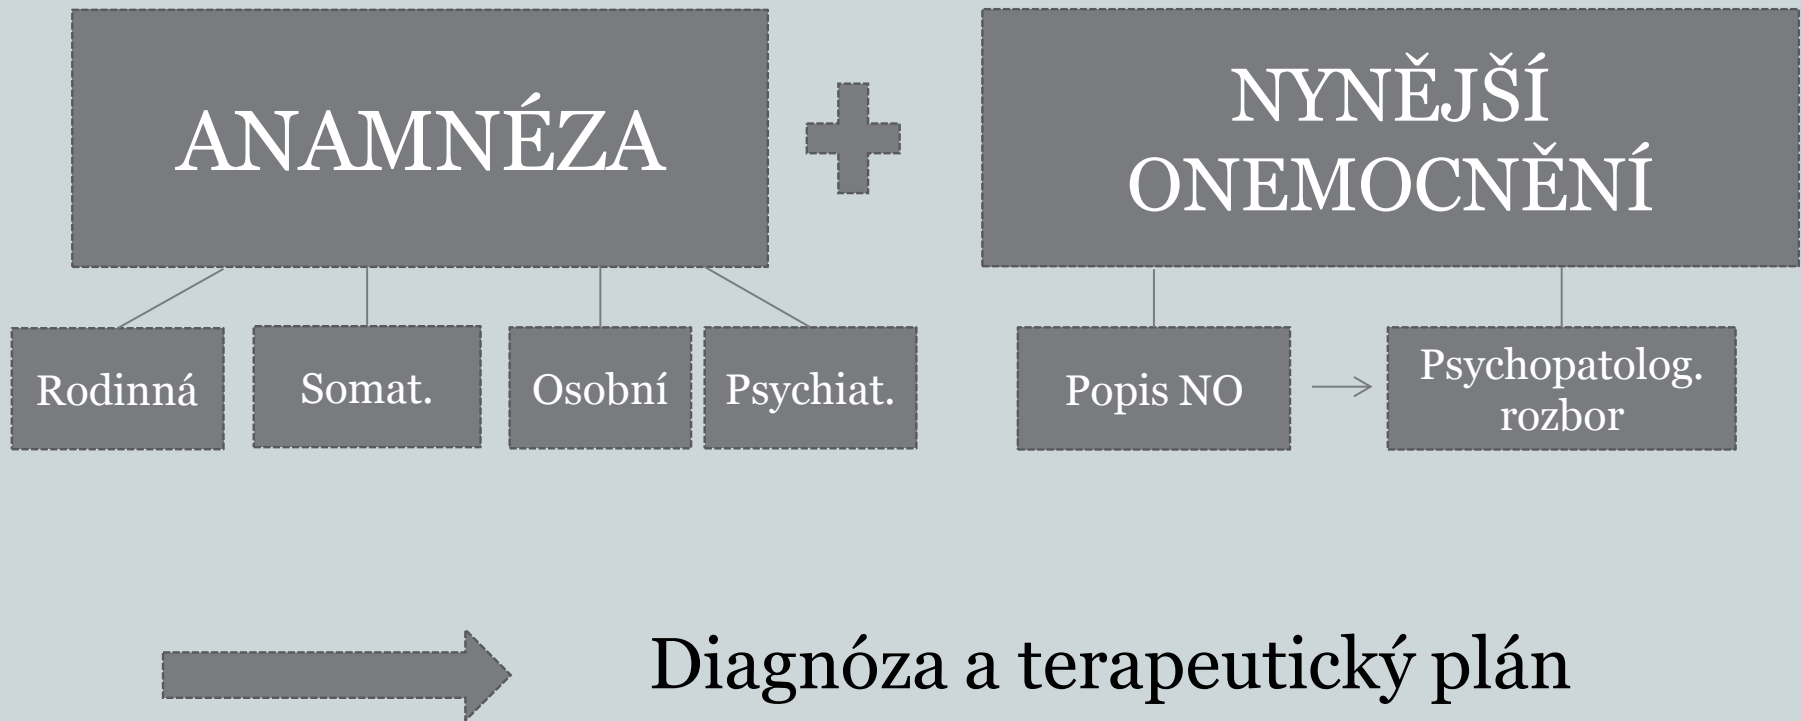 ANAMNÉZA
NYNĚJŠÍ
ONEMOCNĚNÍ
Rodinná
Somat.
Osobní
Psychiat.
Popis NO
Psychopatolog.
rozbor
Diagnóza a terapeutický plán